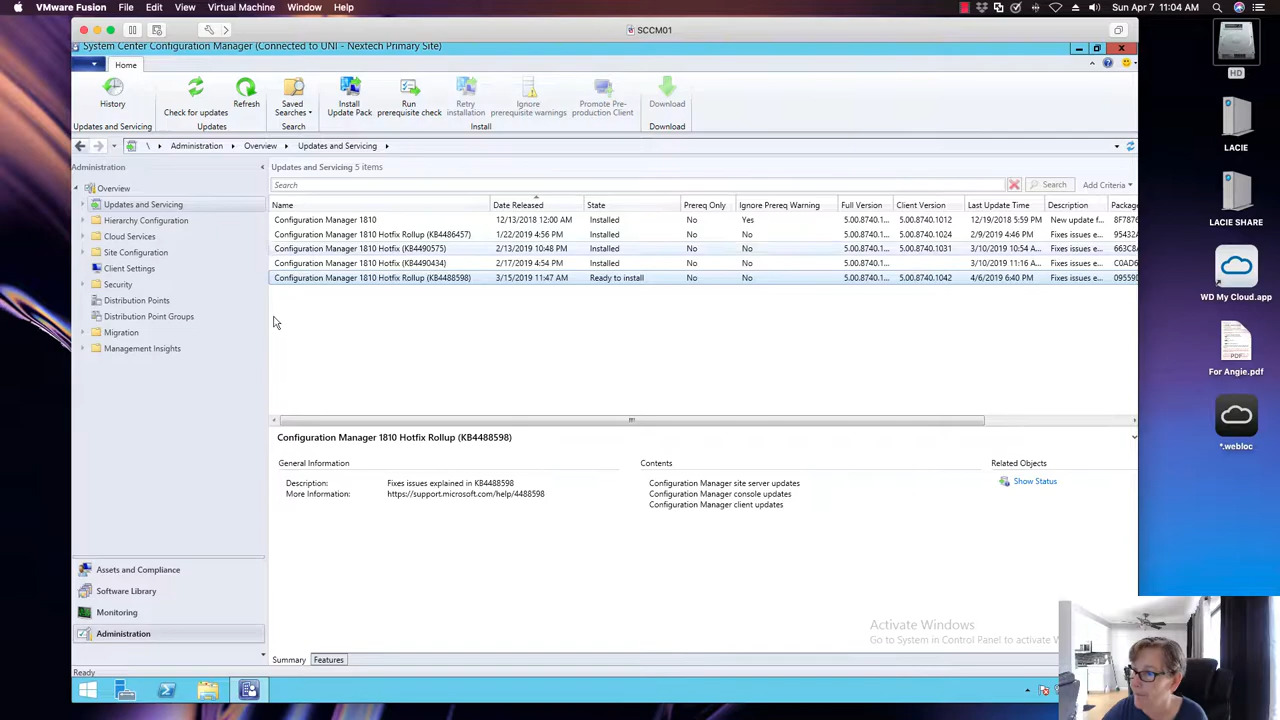 VMware Fusion File Edit View Virtual Machine Window Help Sun Apr 7 11:04 AM
SCCM01
System Center Configuration Manager (Connected to UNI - Nextech Primary Site)
Home
History
Check for updates
Refresh
Saved Searches
Install Update Pack
Run prerequisite check
Retry installation
Ignore prerequisite warnings
Promote Pre-production Client
Download
Updates and Servicing Updates Search Install Download
\ Administration Overview Updates and Servicing
Administration
Overview
Updates and Servicing
Hierarchy Configuration
Cloud Services
Site Configuration
Client Settings
Security
Distribution Points
Distribution Point Groups
Migration
Management Insights
Assets and Compliance
Software Library
Monitoring
Administration
Ready
Updates and Servicing 5 items
Search Search Add Criteria
Name Date Released State Prereq Only Ignore Prereq Warning Full Version Client Version Last Update Time Description Package
Configuration Manager 1810 12/13/2018 12:00 AM Installed No Yes 5.00.8740.1... 5.00.8740.1012 12/19/2018 5:59 PM New update f... 8F7876
Configuration Manager 1810 Hotfix Rollup (KB4486457) 1/22/2019 4:56 PM Installed No No 5.00.8740.1... 5.00.8740.1024 2/9/2019 4:46 PM Fixes issues e... 95432A
Configuration Manager 1810 Hotfix (KB4490575) 2/13/2019 10:48 PM Installed No No 5.00.8740.1... 5.00.8740.1031 3/10/2019 10:54 A... Fixes issues e... 663C8A
Configuration Manager 1810 Hotfix (KB4490434) 2/17/2019 4:54 PM Installed No No 5.00.8740.1... 3/10/2019 11:16 A... Fixes issues e... C0AD6
Configuration Manager 1810 Hotfix Rollup (KB4488598) 3/15/2019 11:47 AM Ready to install No No 5.00.8740.1... 5.00.8740.1042 4/6/2019 6:40 PM Fixes issues e... 09559D
Configuration Manager 1810 Hotfix Rollup (KB4488598)
General Information
Description: Fixes issues explained in KB4488598
More Information: https://support.microsoft.com/help/4488598
Contents
Configuration Manager site server updates
Configuration Manager console updates
Configuration Manager client updates
Related Objects
Show Status
Activate Windows
Go to System in Control Panel to activate
Summary Features
HD
LACIE
LACIE SHARE
WD My Cloud.app
PDF
For Angie.pdf
*.webloc